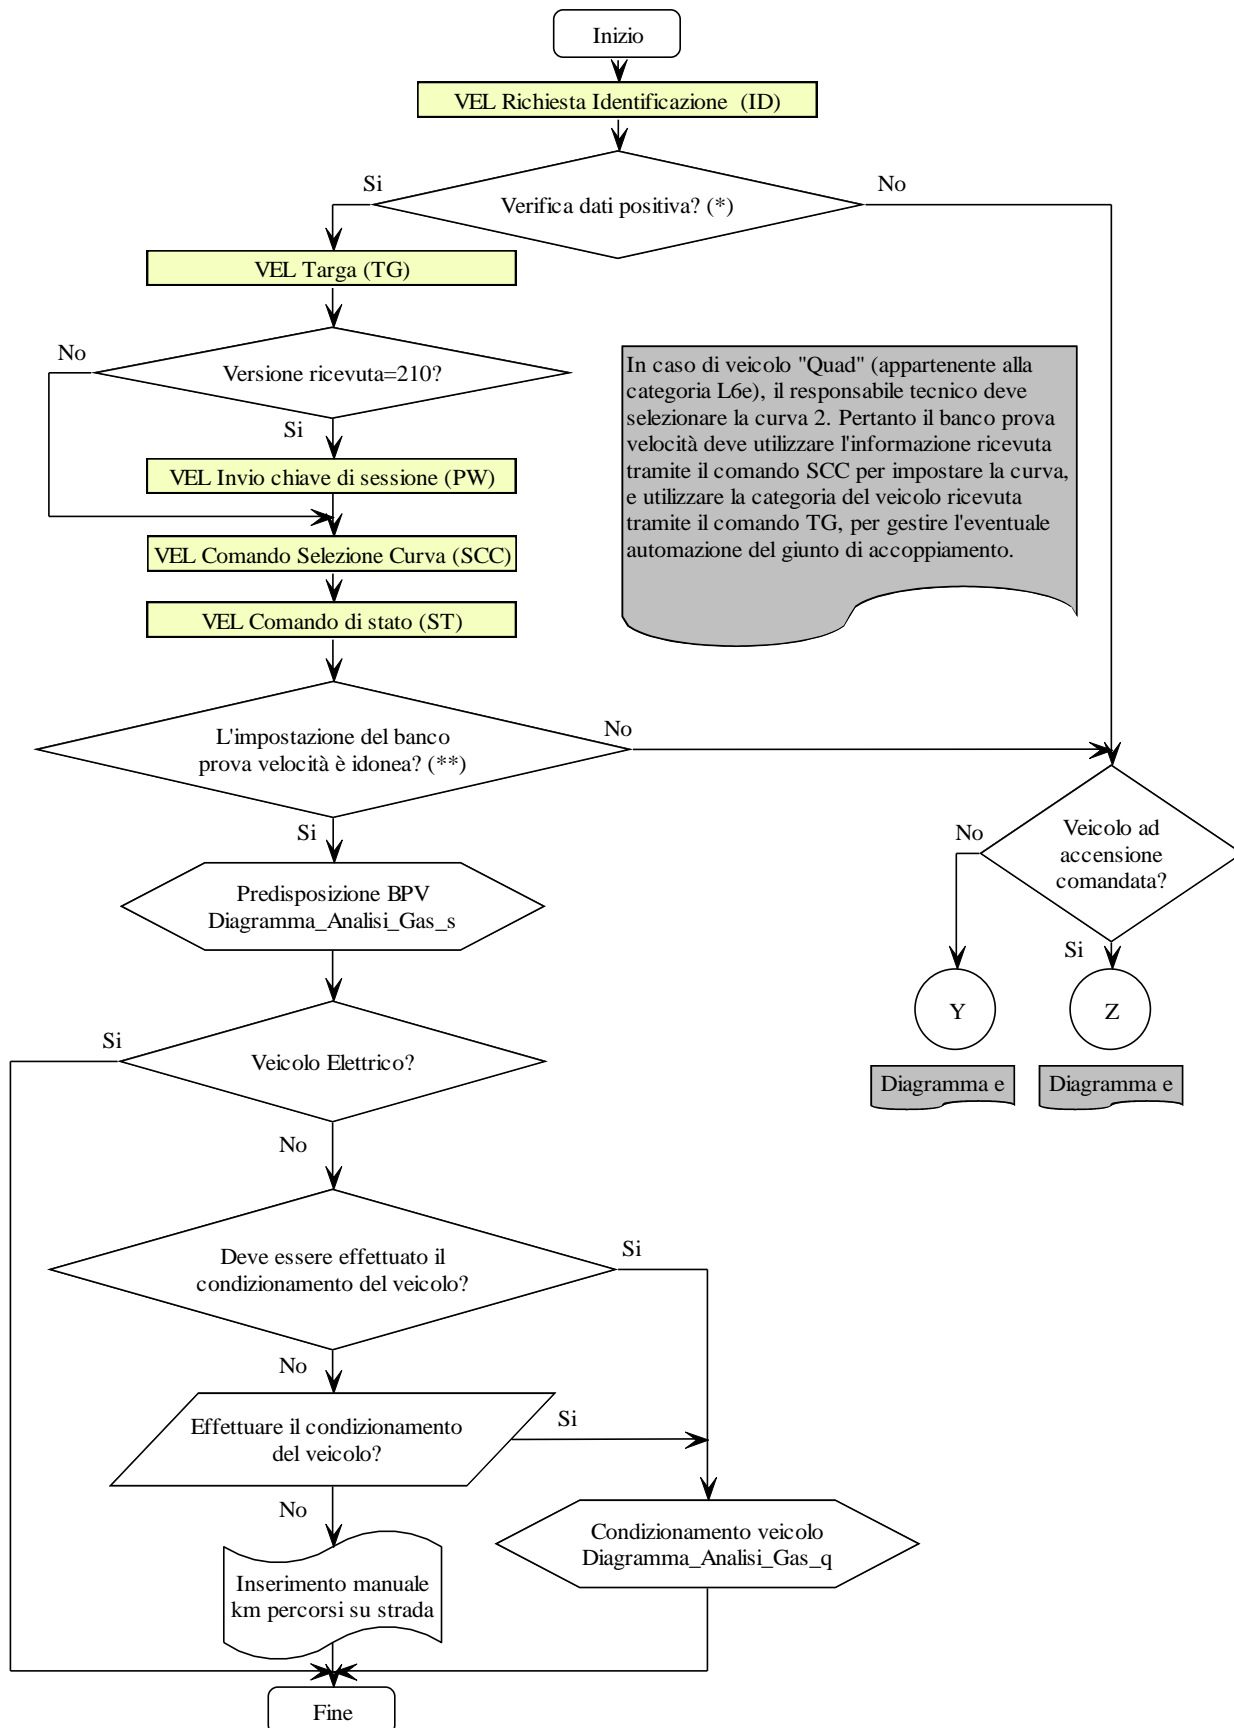 Inizio
VEL Richiesta Identificazione (ID)
Si
No
Verifica dati positiva? (*)
VEL Targa (TG)
No
Versione ricevuta=210?
Si
VEL Invio chiave di sessione (PW)
VEL Comando Selezione Curva (SCC)
VEL Comando di stato (ST)
In caso di veicolo "Quad" (appartenente alla
categoria L6e), il responsabile tecnico deve
selezionare la curva 2. Pertanto il banco prova
velocità deve utilizzare l'informazione ricevuta
tramite il comando SCC per impostare la curva,
e utilizzare la categoria del veicolo ricevuta
tramite il comando TG, per gestire l'eventuale
automazione del giunto di accoppiamento.
L'impostazione del banco
prova velocità è idonea? (**)
No
Si
No
Veicolo ad
accensione
comandata?
Si
Y
Z
Diagramma e
Diagramma e
Predisposizione BPV
Diagramma_Analisi_Gas_s
Si
Veicolo Elettrico?
No
Deve essere effettuato il
condizionamento del veicolo?
Si
No
Effettuare il condizionamento
del veicolo?
Si
No
Condizionamento veicolo
Diagramma_Analisi_Gas_q
Inserimento manuale
km percorsi su strada
Fine